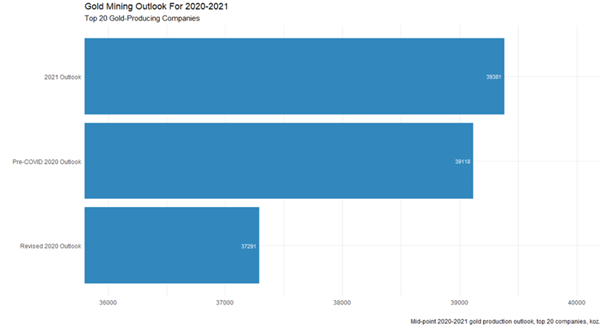 Gold Mining Outlook For 2020-2021
Top 20 Gold-Producing Companies
2021 Outlook
39381
Pre-COVID 2020 Outlook
39118
Revised 2020 Outlook
37291
36000 37000 38000 39000 40000
Mid-point 2020-2021 gold production outlook, top 20 companies, koz.